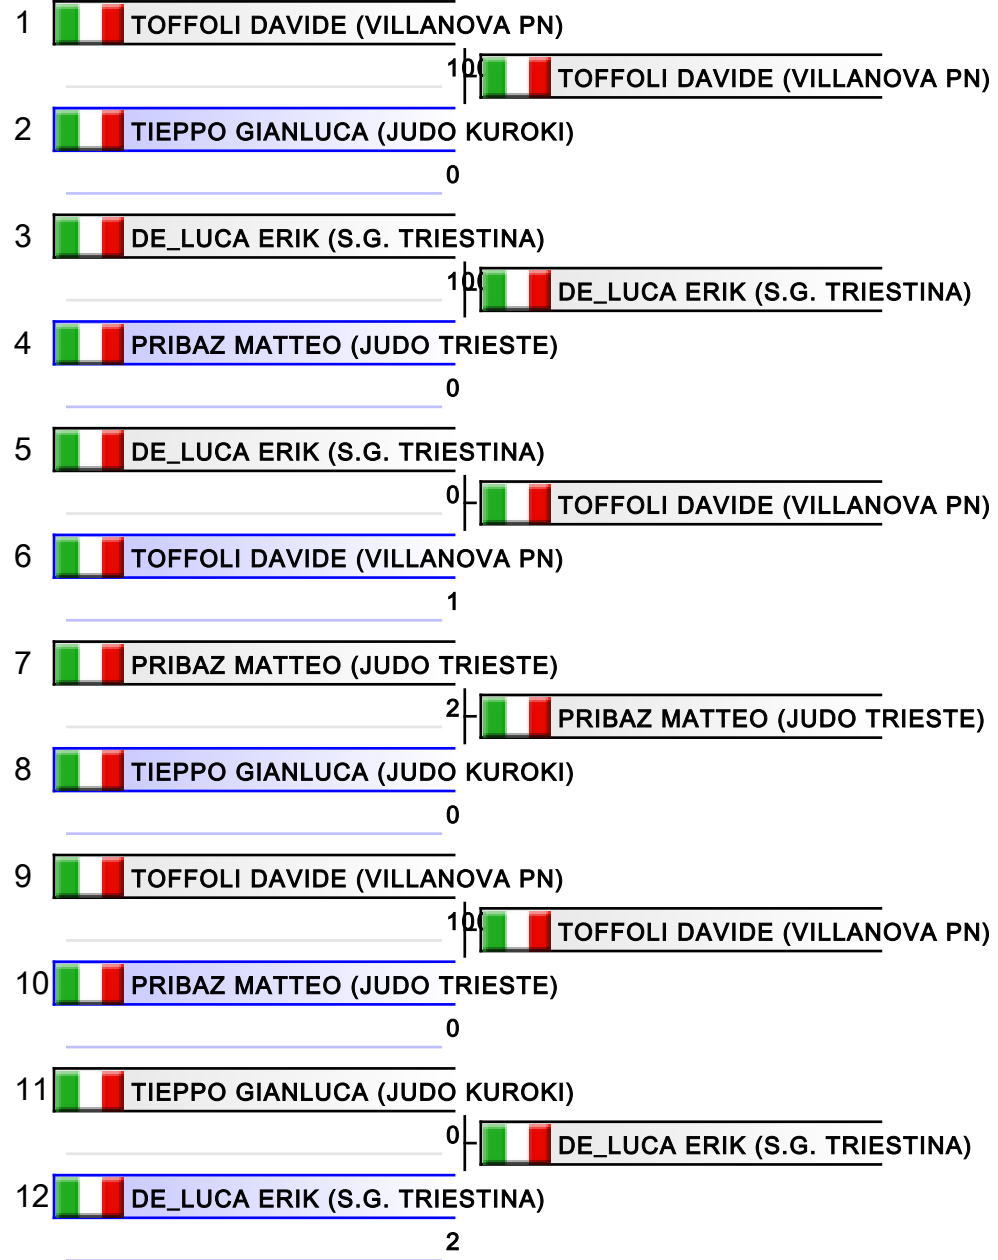 1 TOFFOLI DAVIDE (VILLANOVA PN)
TOFFOLI DAVIDE (VILLANOVA PN)
2 TIEPPO GIANLUCA (JUDO KUROKI)
0
3 DE_LUCA ERIK (S.G. TRIESTINA)
DE_LUCA ERIK (S.G. TRIESTINA)
4 PRIBAZ MATTEO (JUDO TRIESTE)
0
5 DE_LUCA ERIK (S.G. TRIESTINA)
0
TOFFOLI DAVIDE (VILLANOVA PN)
6 TOFFOLI DAVIDE (VILLANOVA PN)
1
7 PRIBAZ MATTEO (JUDO TRIESTE)
2
PRIBAZ MATTEO (JUDO TRIESTE)
8 TIEPPO GIANLUCA (JUDO KUROKI)
0
9 TOFFOLI DAVIDE (VILLANOVA PN)
TOFFOLI DAVIDE (VILLANOVA PN)
10 PRIBAZ MATTEO (JUDO TRIESTE)
0
11 TIEPPO GIANLUCA (JUDO KUROKI)
0
DE_LUCA ERIK (S.G. TRIESTINA)
12 DE_LUCA ERIK (S.G. TRIESTINA)
2